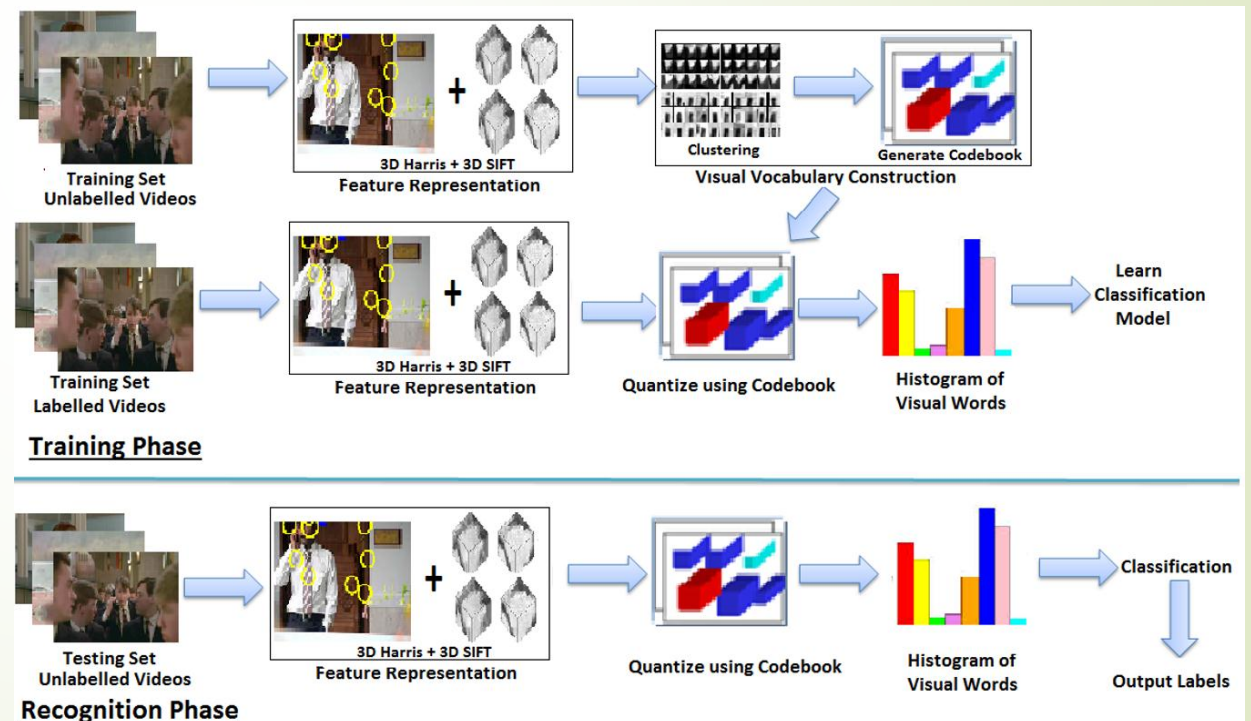 3D Harris + 3D SIFT
Clustering
Generate Codebook
Training Set
Unlabelled Videos
Feature Representation
Visual Vocabulary Construction
3D Harris + 3D SIFT
Training Set
Labelled Videos
Feature Representation
Quantize using Codebook
Histogram of
Visual Words
Learn
Classification
Model
Training Phase
3D Harris + 3D SIFT
Testing Set
Unlabelled Videos
Feature Representation
Quantize using Codebook
Histogram of
Visual Words
Classification
Output Labels
Recognition Phase